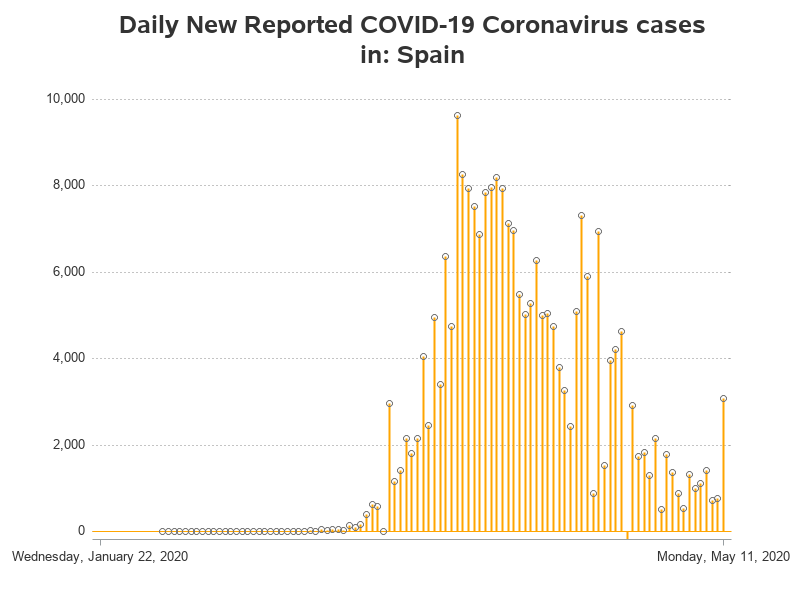 Daily New Reported COVID-19 Coronavirus cases
in: Spain
10,000
8,000
6,000
4,000
2,000
0
Wednesday, January 22, 2020
Monday, May 11, 2020